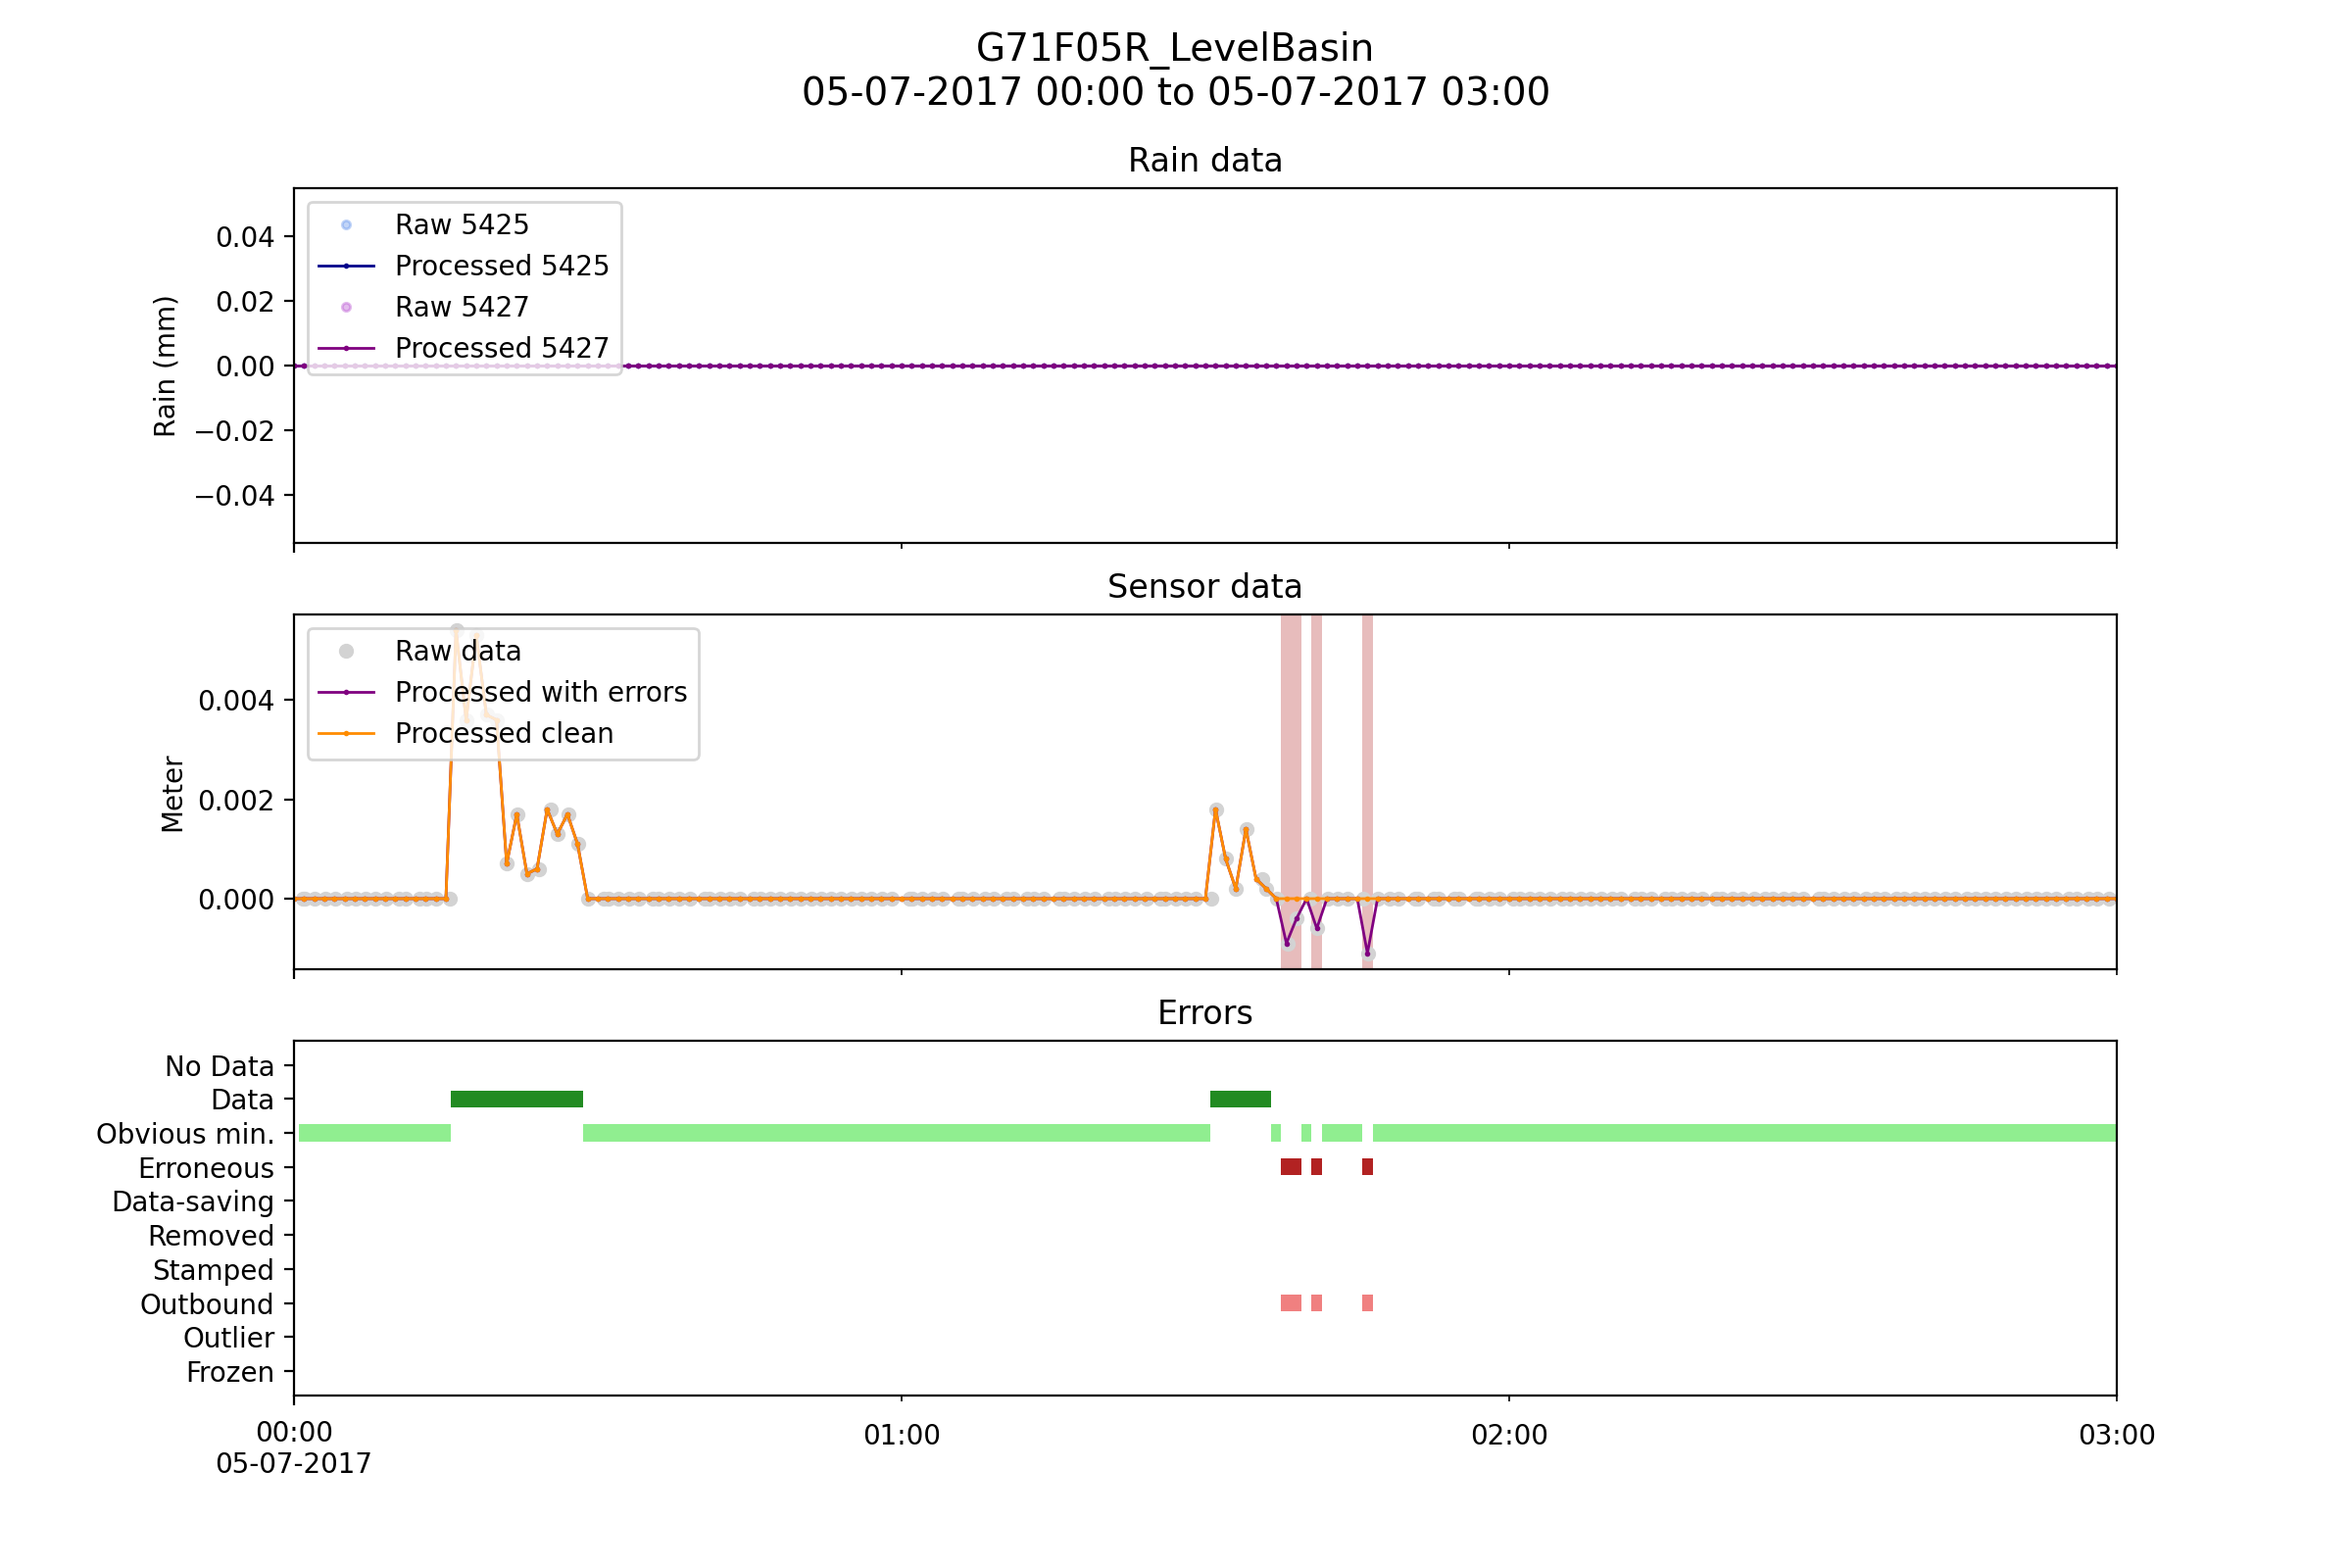 G71F05R_LevelBasin
05-07-2017 00:00 to 05-07-2017 03:00
Rain data
Rain (mm)
0.04
0.02
0.00
−0.02
−0.04
Raw 5425
Processed 5425
Raw 5427
Processed 5427
Sensor data
Meter
0.004
0.002
0.000
Raw data
Processed with errors
Processed clean
Errors
No Data
Data
Obvious min.
Erroneous
Data-saving
Removed
Stamped
Outbound
Outlier
Frozen
00:00
05-07-2017
01:00
02:00
03:00